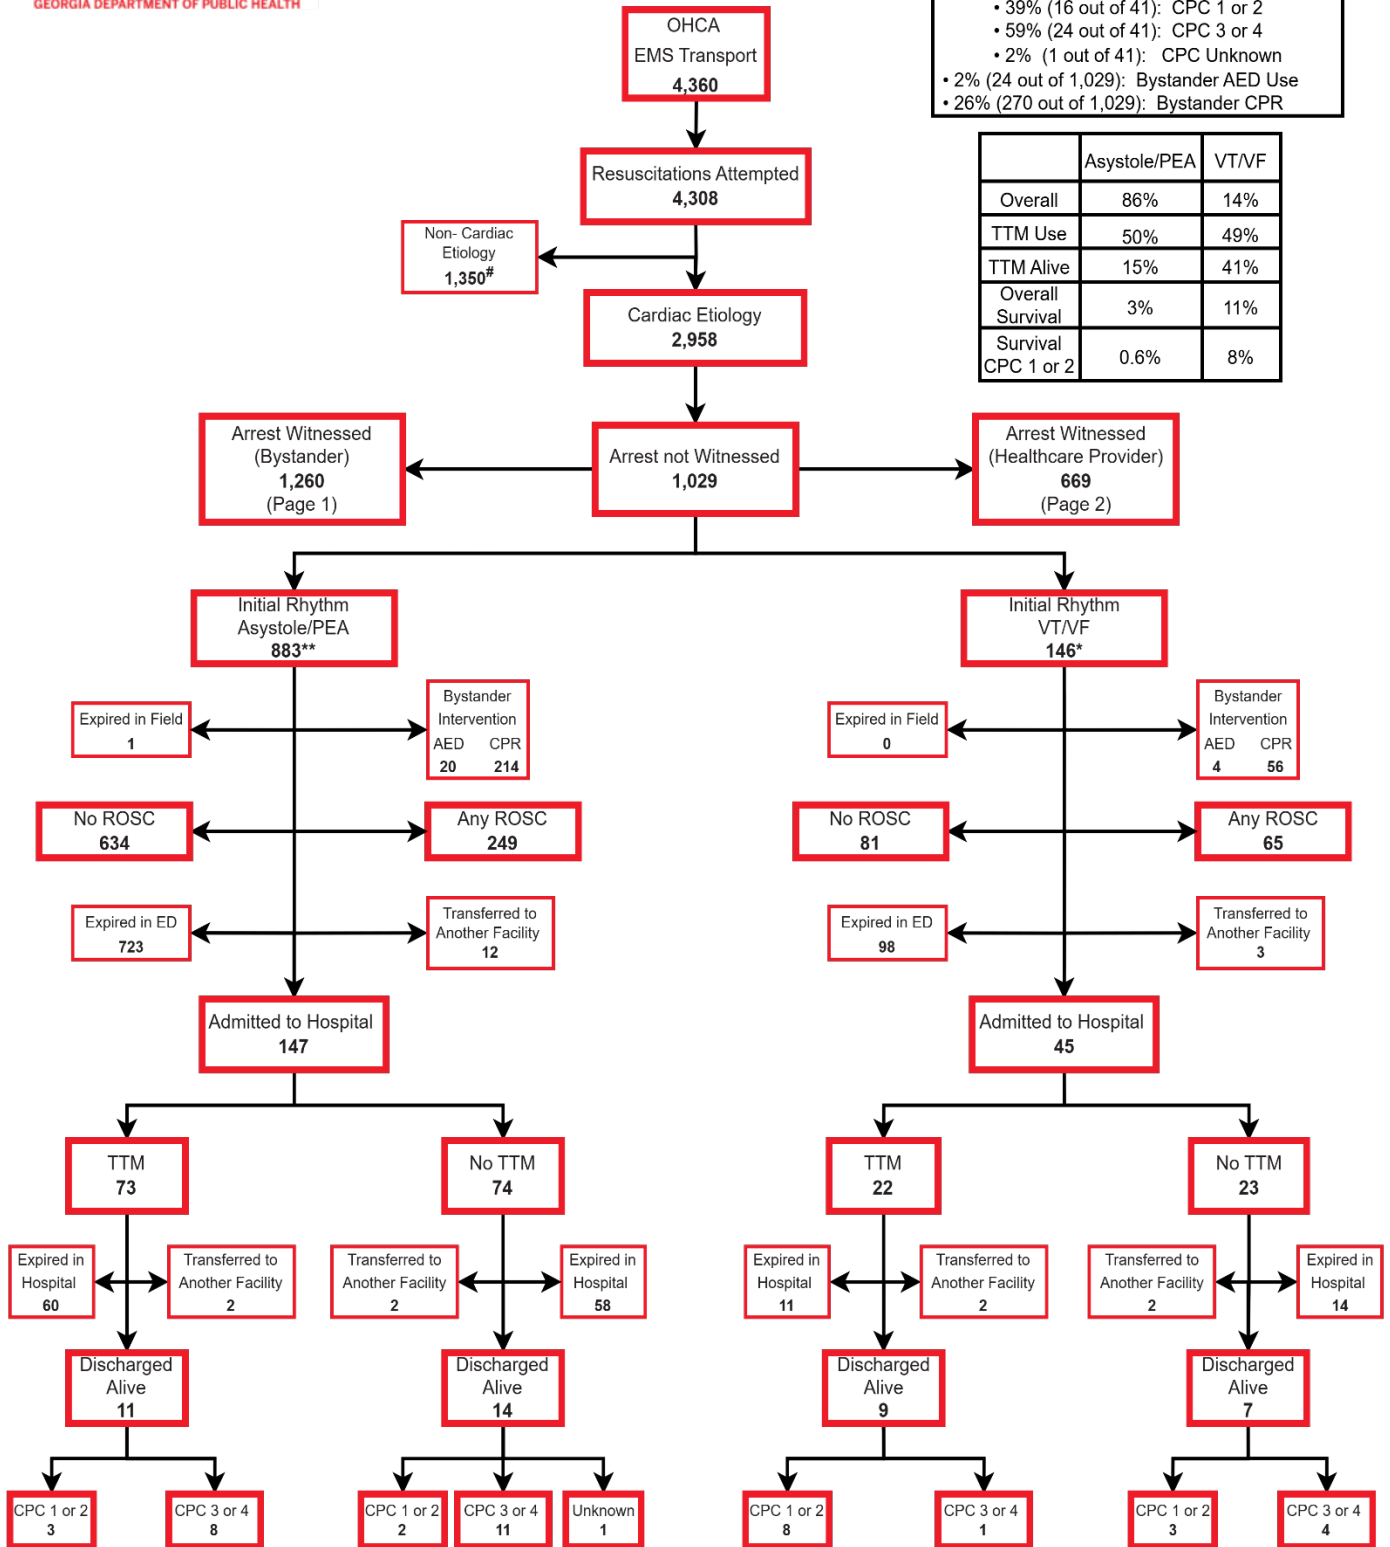 GEORGIA DEPARTMENT OF PUBLIC HEALTH
• 39% (16 out of 41): CPC 1 or 2
• 59% (24 out of 41): CPC 3 or 4
• 2% (1 out of 41): CPC Unknown
• 2% (24 out of 1,029): Bystander AED Use
• 26% (270 out of 1,029): Bystander CPR
OHCA
EMS Transport
4,360
Asystole/PEA VT/VF
Overall 86% 14%
TTM Use 50% 49%
TTM Alive 15% 41%
Overall
Survival 3% 11%
Survival
CPC 1 or 2 0.6% 8%
Resuscitations Attempted
4,308
Non- Cardiac
Etiology
1,350#
Cardiac Etiology
2,958
Arrest Witnessed
(Bystander)
1,260
(Page 1)
Arrest not Witnessed
1,029
Arrest Witnessed
(Healthcare Provider)
669
(Page 2)
Initial Rhythm
Asystole/PEA
883**
Initial Rhythm
VT/VF
146*
Expired in Field
1
Bystander
Intervention
AED CPR
20 214
Expired in Field
0
Bystander
Intervention
AED CPR
4 56
No ROSC
634
Any ROSC
249
No ROSC
81
Any ROSC
65
Expired in ED
723
Transferred to
Another Facility
12
Expired in ED
98
Transferred to
Another Facility
3
Admitted to Hospital
147
Admitted to Hospital
45
TTM
73
No TTM
74
TTM
22
No TTM
23
Expired in
Hospital
60
Transferred to
Another Facility
2
Transferred to
Another Facility
2
Expired in
Hospital
58
Expired in
Hospital
11
Transferred to
Another Facility
2
Transferred to
Another Facility
2
Expired in
Hospital
14
Discharged
Alive
11
Discharged
Alive
14
Discharged
Alive
9
Discharged
Alive
7
CPC 1 or 2
3
CPC 3 or 4
8
CPC 1 or 2
2
CPC 3 or 4
11
Unknown
1
CPC 1 or 2
8
CPC 3 or 4
1
CPC 1 or 2
3
CPC 3 or 4
4